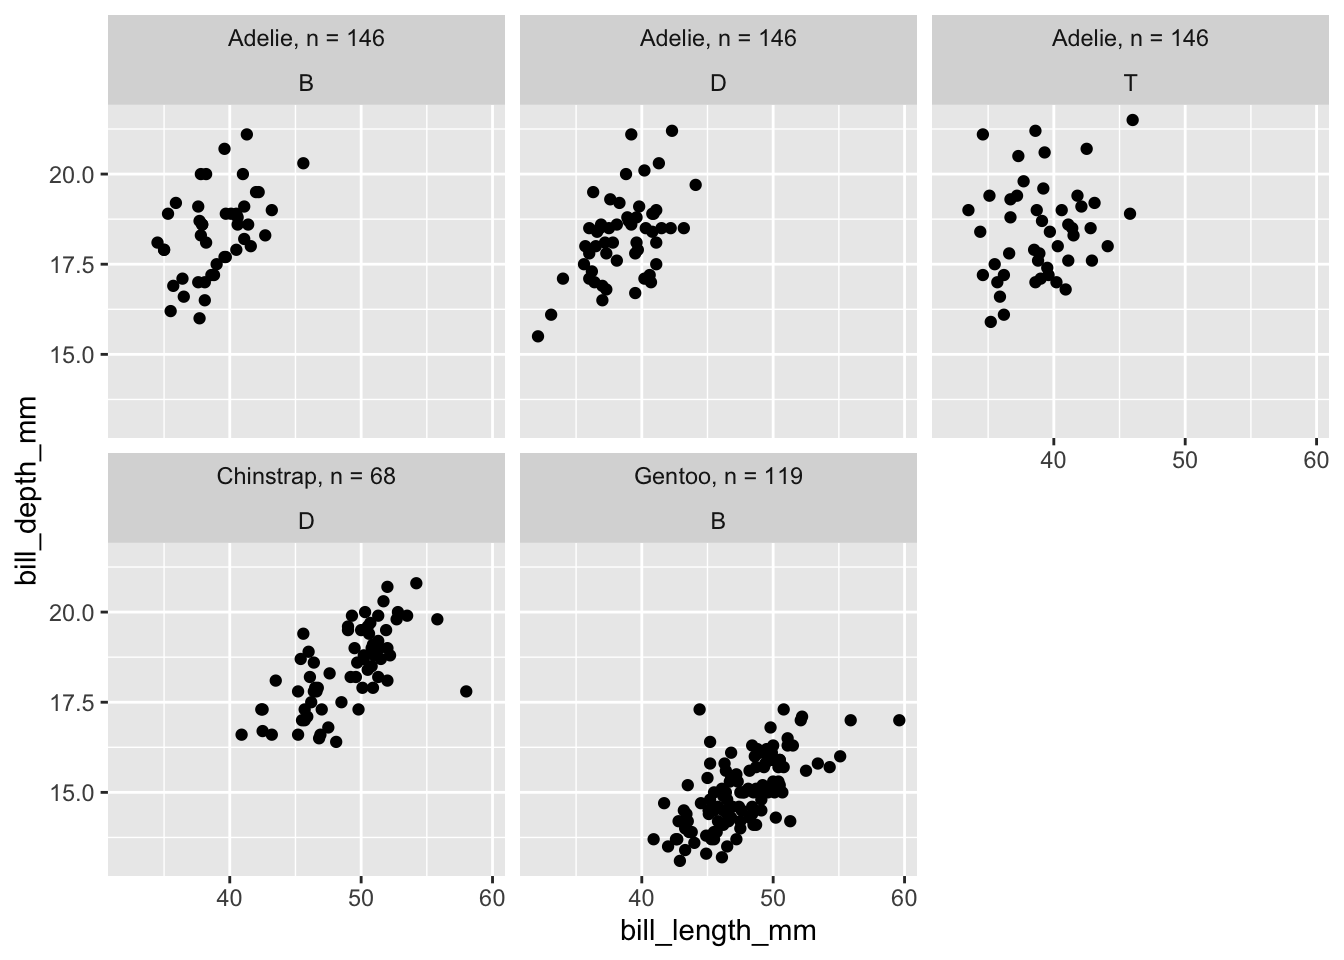 Adelie, n = 146
B
Adelie, n = 146
D
Adelie, n = 146
T
20.0
17.5
15.0
40
50
60
bill_depth_mm
Chinstrap, n = 68
D
Gentoo, n = 119
B
20.0
17.5
15.0
40
50
60
40
50
60
bill_length_mm